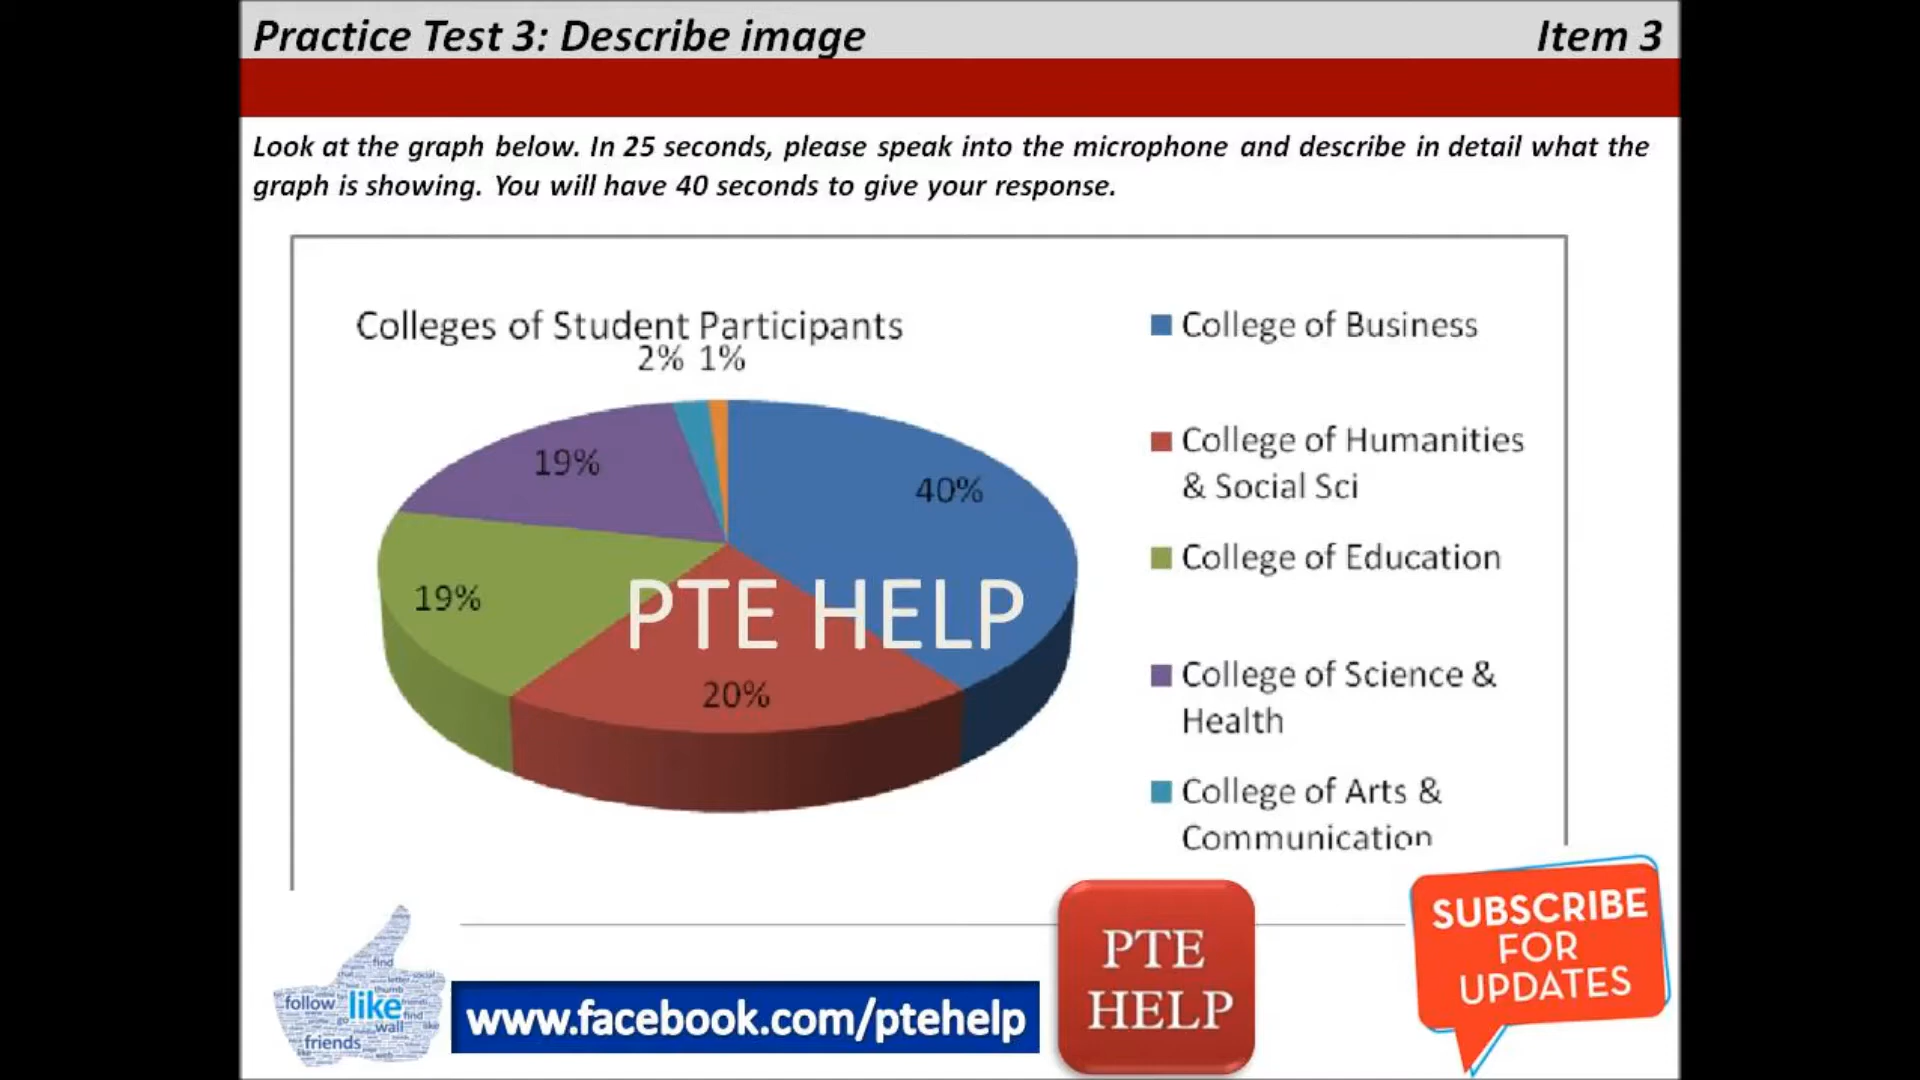 Practice Test 3: Describe image
Item 3
Look at the graph below. In 25 seconds, please speak into the microphone and describe in detail what the
graph is showing. You will have 40 seconds to give your response.
Colleges of Student Participants
2% 1%
19%
40%
19%
20%
PTE HELP
College of Business
College of Humanities
& Social Sci
College of Education
College of Science &
Health
College of Arts &
Communication
find
follow like find
wall
friends
www.facebook.com/ptehelp
PTE
HELP
SUBSCRIBE
FOR
UPDATES